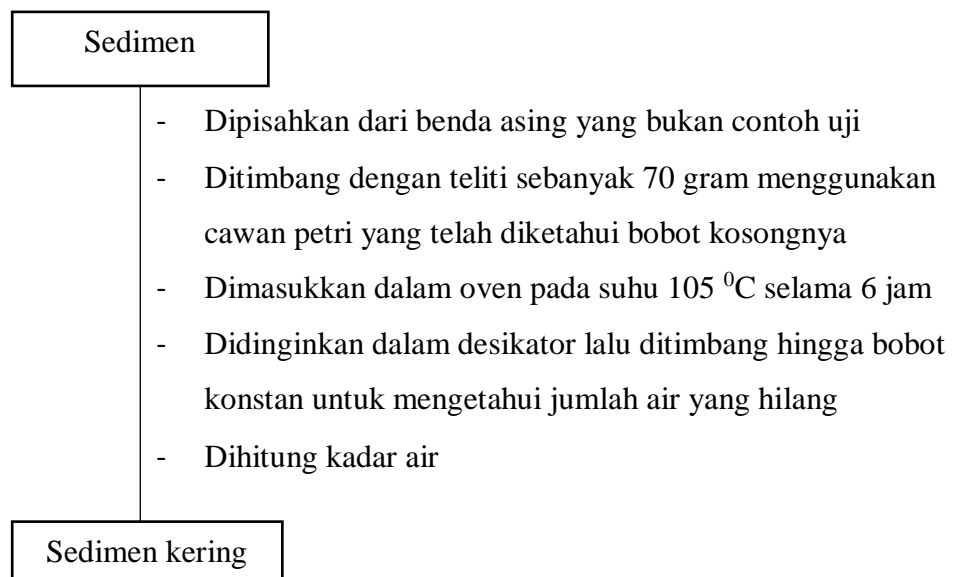 Sedimen
- Dipisahkan dari benda asing yang bukan contoh uji
- Ditimbang dengan teliti sebanyak 70 gram menggunakan
cawan petri yang telah diketahui bobot kosongnya
- Dimasukkan dalam oven pada suhu 105 ⁰C selama 6 jam
- Didinginkan dalam desikator lalu ditimbang hingga bobot
konstan untuk mengetahui jumlah air yang hilang
- Dihitung kadar air
Sedimen kering